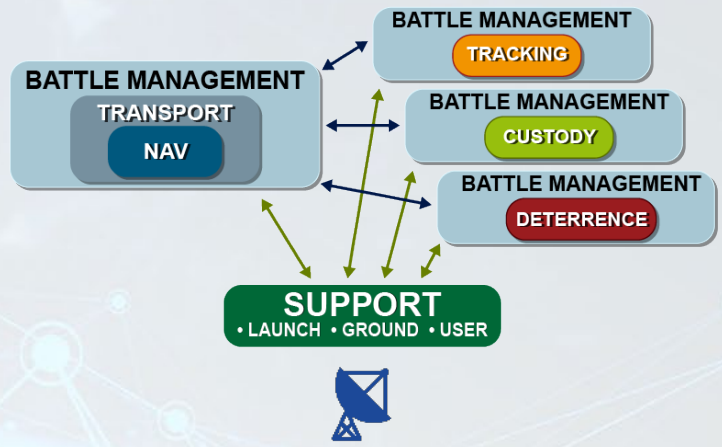 BATTLE MANAGEMENT
TRANSPORT
NAV
BATTLE MANAGEMENT
TRACKING
BATTLE MANAGEMENT
CUSTODY
BATTLE MANAGEMENT
DETERRENCE
SUPPORT
• LAUNCH • GROUND • USER